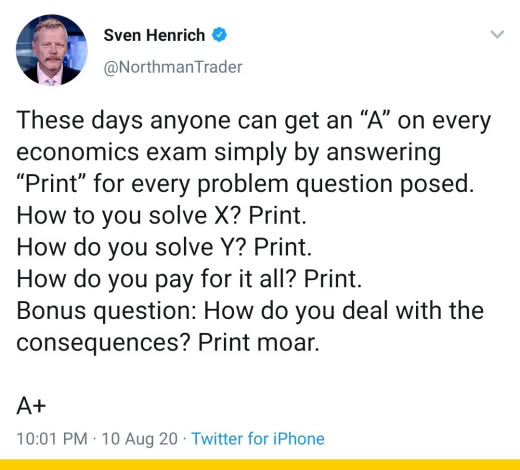 Sven Henrich
@NorthmanTrader
These days anyone can get an “A” on every
economics exam simply by answering
“Print” for every problem question posed.
How to you solve X? Print.
How do you solve Y? Print.
How do you pay for it all? Print.
Bonus question: How do you deal with the
consequences? Print moar.
A+
10:01 PM · 10 Aug 20 · Twitter for iPhone